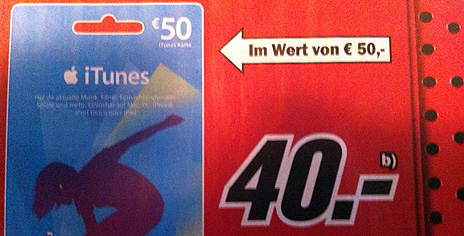 €50
iTunes Karte
iTunes
Im Wert von € 50,-
40.-
b)